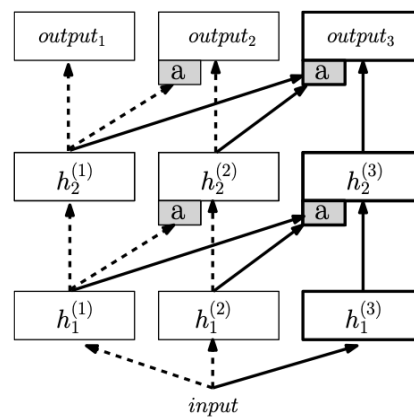 output₁ output₂ output₃
a a
h₂⁽¹⁾ h₂⁽²⁾ h₂⁽³⁾
a a
h₁⁽¹⁾ h₁⁽²⁾ h₁⁽³⁾
input